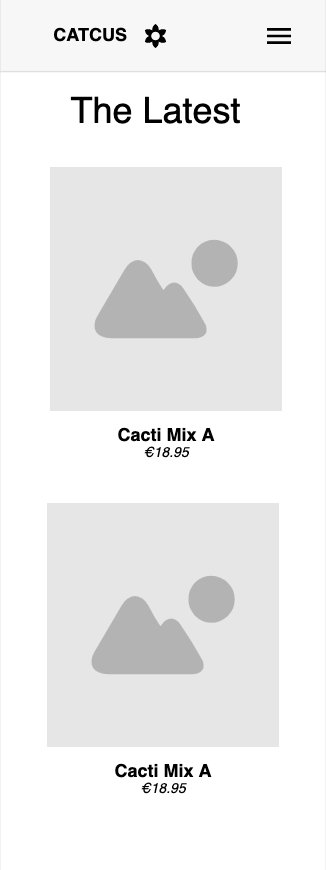 CATCUS
The Latest
Cacti Mix A
€18.95
Cacti Mix A
€18.95